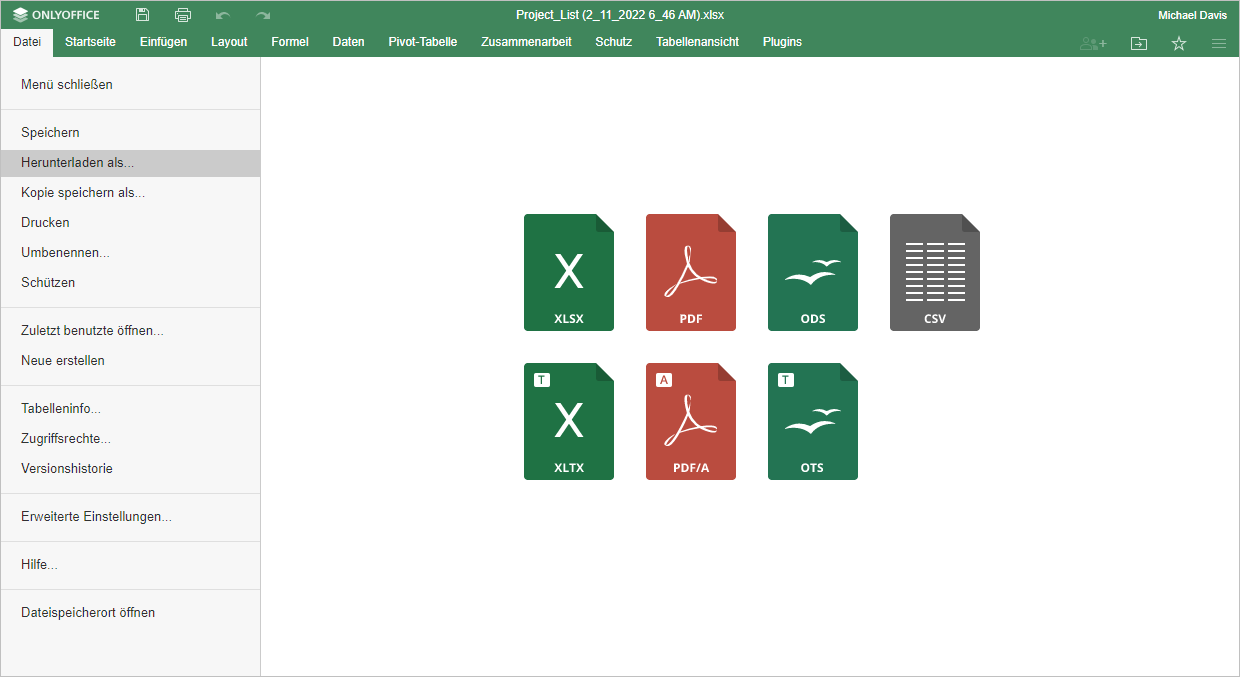 ONLYOFFICE
Project_List (2_11_2022 6_46 AM).xlsx
Michael Davis
Datei Startseite Einfügen Layout Formel Daten Pivot-Tabelle Zusammenarbeit Schutz Tabellenansicht Plugins
Menü schließen
Speichern
Herunterladen als...
Kopie speichern als...
Drucken
Umbenennen...
Schützen
Zuletzt benutzte öffnen...
Neue erstellen
Tabelleninfo...
Zugriffsrechte...
Versionshistorie
Erweiterte Einstellungen...
Hilfe...
Dateispeicherort öffnen
X
XLSX
PDF
ODS
CSV
T
X
XLTX
A
PDF/A
T
OTS